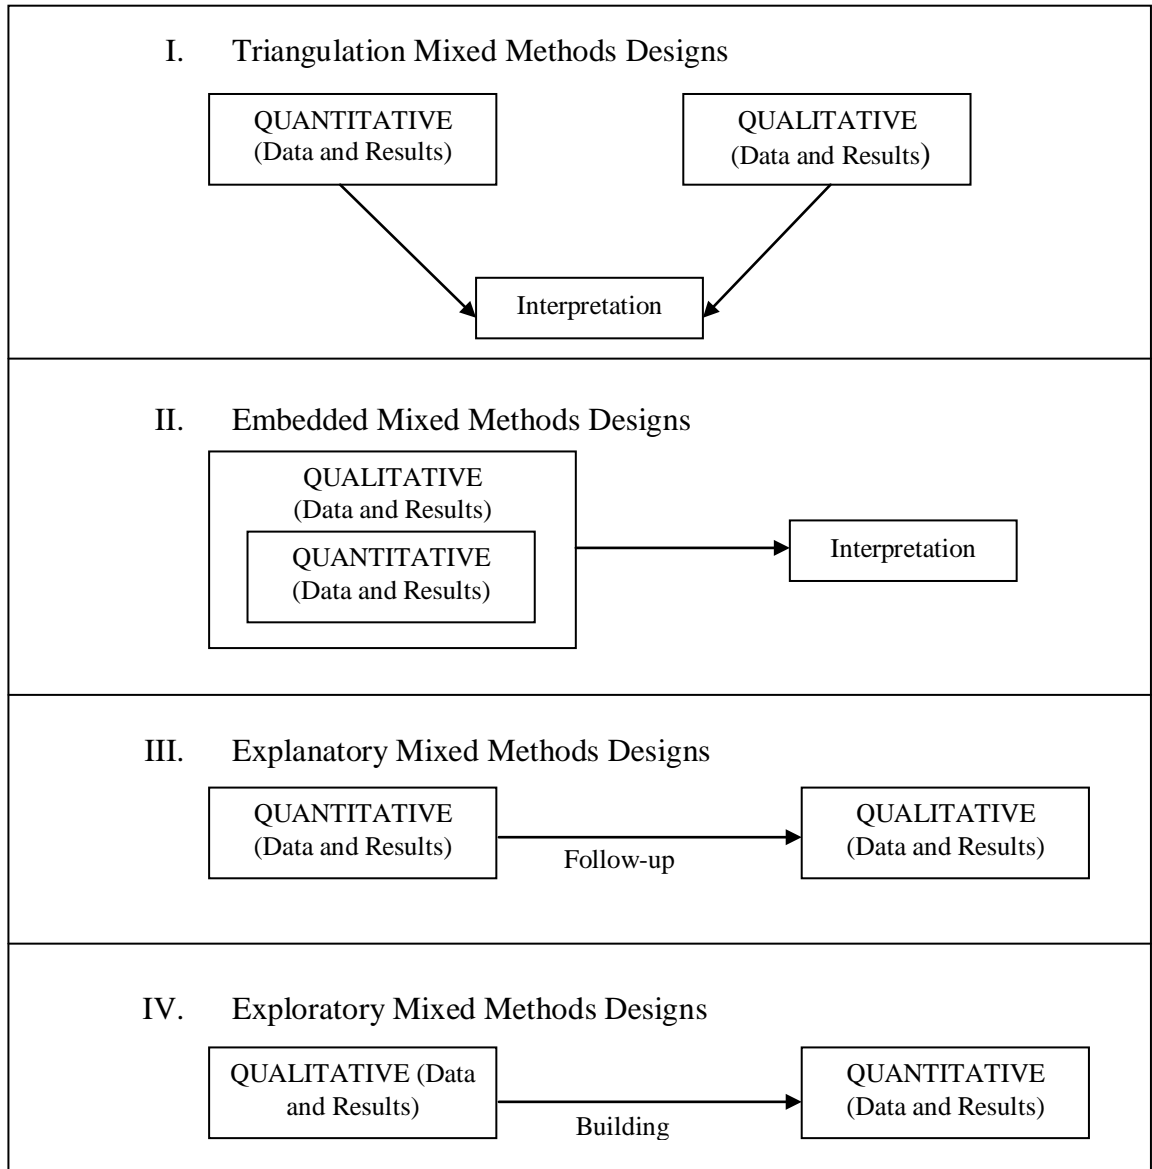 I. Triangulation Mixed Methods Designs
QUANTITATIVE
(Data and Results)
QUALITATIVE
(Data and Results)
Interpretation
II. Embedded Mixed Methods Designs
QUALITATIVE
(Data and Results)
QUANTITATIVE
(Data and Results)
Interpretation
III. Explanatory Mixed Methods Designs
QUANTITATIVE
(Data and Results)
Follow-up
QUALITATIVE
(Data and Results)
IV. Exploratory Mixed Methods Designs
QUALITATIVE (Data
and Results)
Building
QUANTITATIVE
(Data and Results)